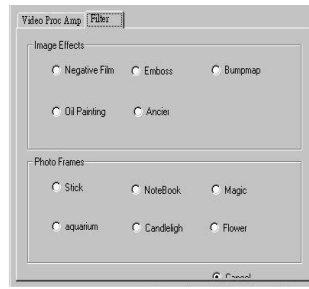 Video Proc Amp Filter
Image Effects
Negative Film Emboss Bumpmap
Oil Painting Ancier
Photo Frames
Stick NoteBook Magic
aquarium Candleligh Flower
Cancel